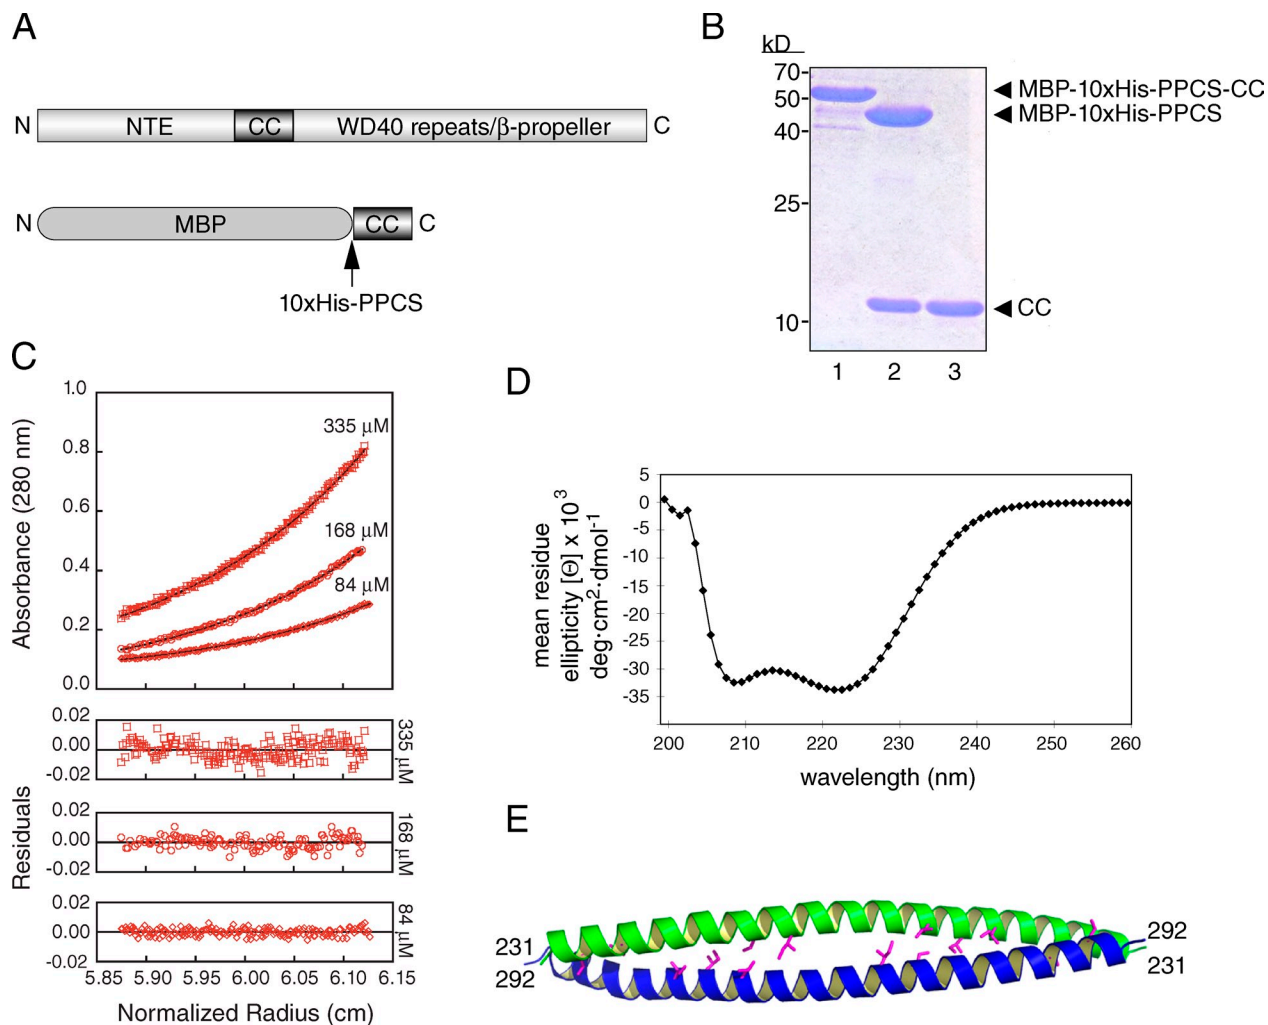 A
N NTE CC WD40 repeats/β-propeller C
N MBP CC C
10xHis-PPCS
B
kD
70
50
40
25
10
MBP-10xHis-PPCS-CC
MBP-10xHis-PPCS
CC
1 2 3
C
Absorbance (280 nm)
1.0
0.8
0.6
0.4
0.2
0.0
335 μM
168 μM
84 μM
Residuals
0.02
0.00
-0.02
335 μM
0.02
0.00
-0.02
168 μM
0.02
0.00
-0.02
84 μM
5.85 5.90 5.95 6.00 6.05 6.10 6.15
Normalized Radius (cm)
D
mean residue
ellipticity [Θ] x 10³
deg·cm²·dmol⁻¹
5
0
-5
-10
-15
-20
-25
-30
-35
200 210 220 230 240 250 260
wavelength (nm)
E
231
292
292
231